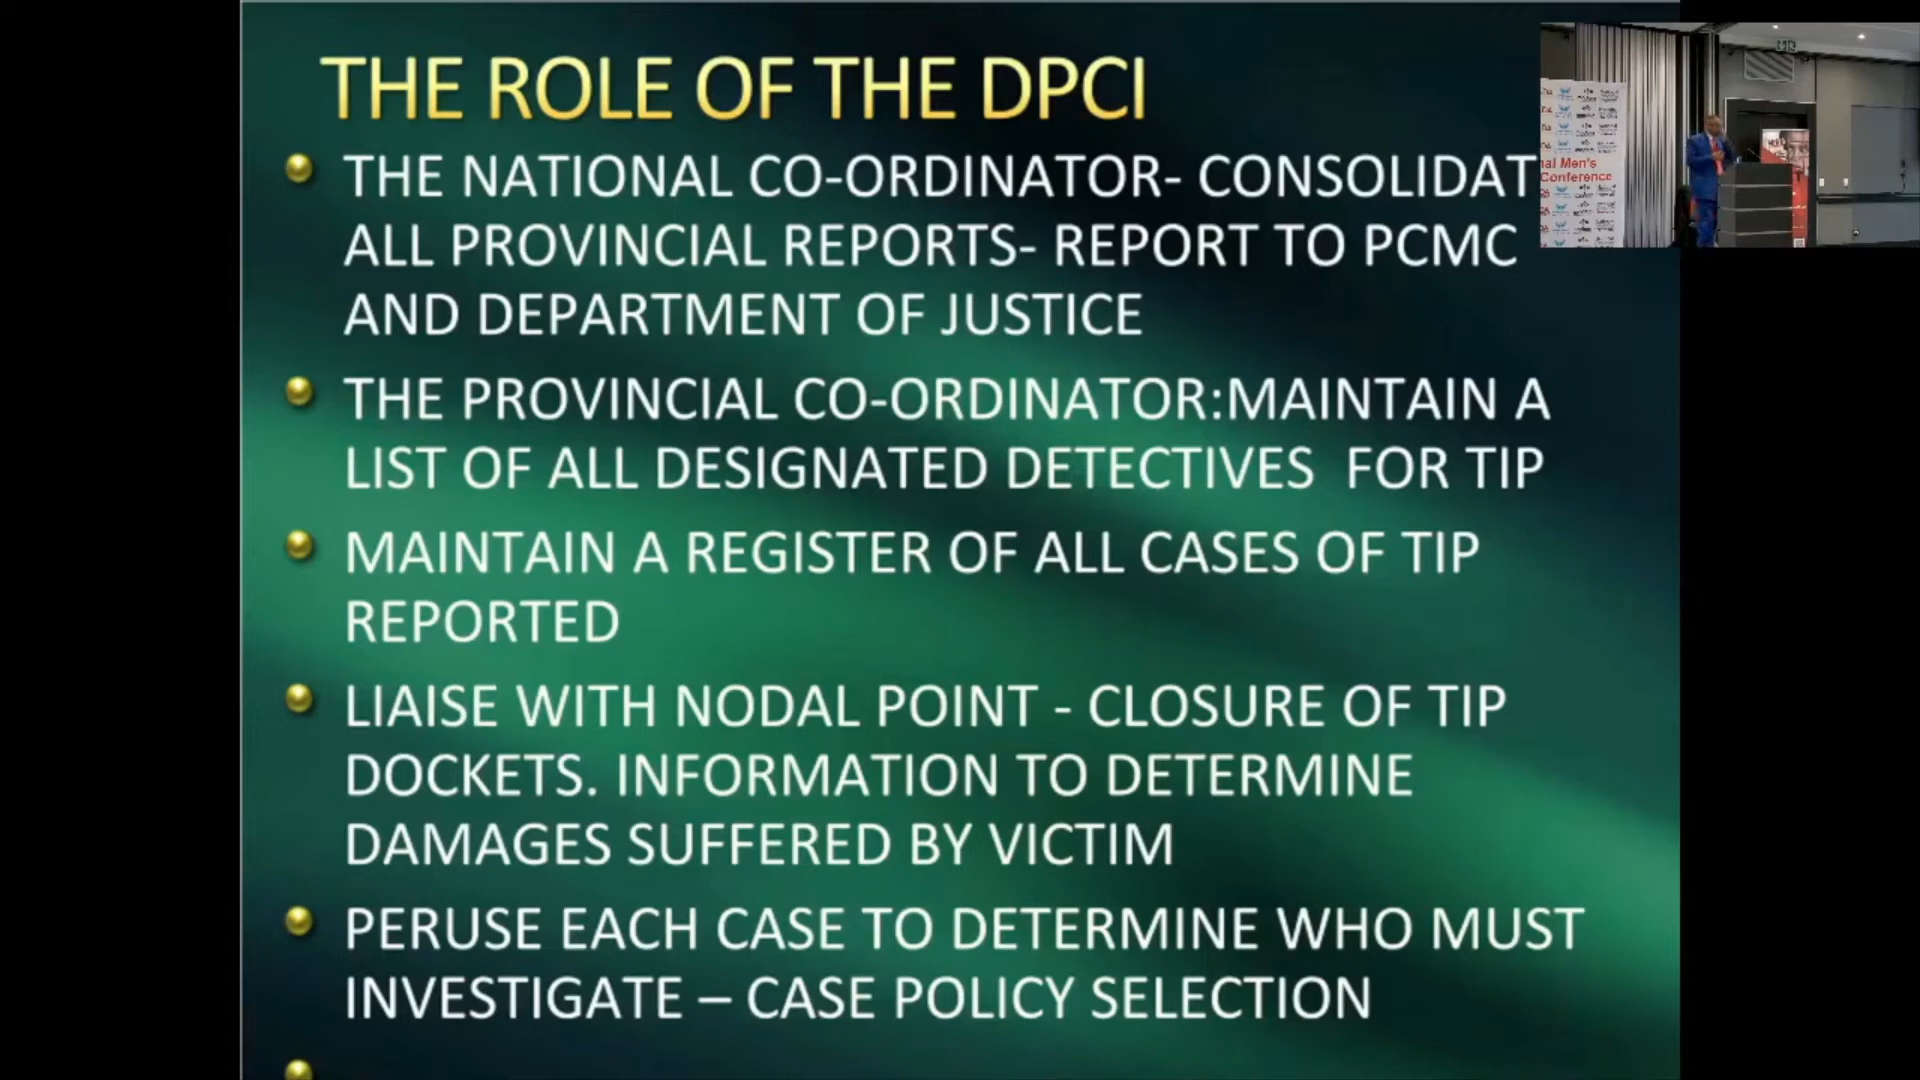 THE ROLE OF THE DPCI
THE NATIONAL CO-ORDINATOR- CONSOLIDAT
ALL PROVINCIAL REPORTS- REPORT TO PCMC
AND DEPARTMENT OF JUSTICE
THE PROVINCIAL CO-ORDINATOR:MAINTAIN A
LIST OF ALL DESIGNATED DETECTIVES FOR TIP
MAINTAIN A REGISTER OF ALL CASES OF TIP
REPORTED
LIAISE WITH NODAL POINT - CLOSURE OF TIP
DOCKETS. INFORMATION TO DETERMINE
DAMAGES SUFFERED BY VICTIM
PERUSE EACH CASE TO DETERMINE WHO MUST
INVESTIGATE – CASE POLICY SELECTION
nal Men's
Conference